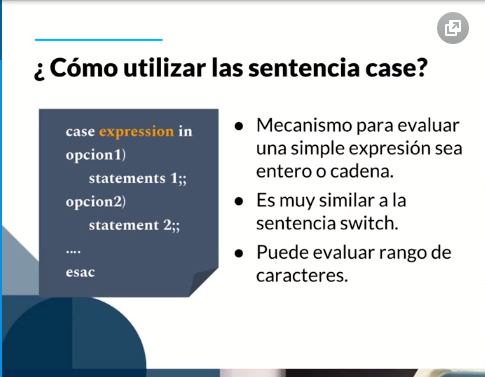 ¿ Cómo utilizar las sentencia case?
case expression in
opcion1)
statements 1;;
opcion2)
statement 2;;
....
esac
● Mecanismo para evaluar
una simple expresión sea
entero o cadena.
● Es muy similar a la
sentencia switch.
● Puede evaluar rango de
caracteres.